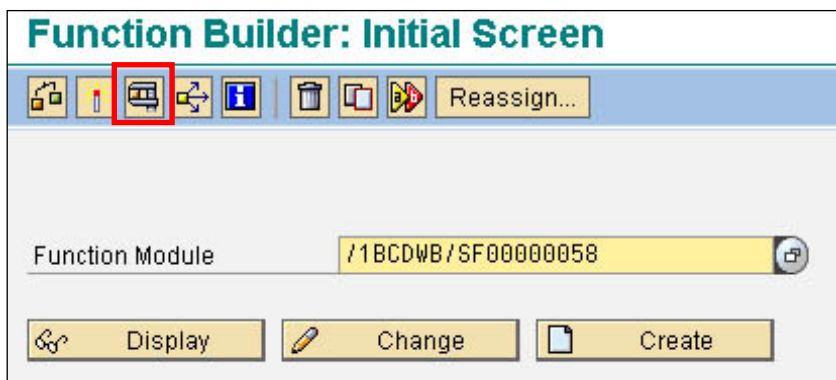 Function Builder: Initial Screen
Reassign...
Function Module /1BCDWB/SF00000058
Display Change Create